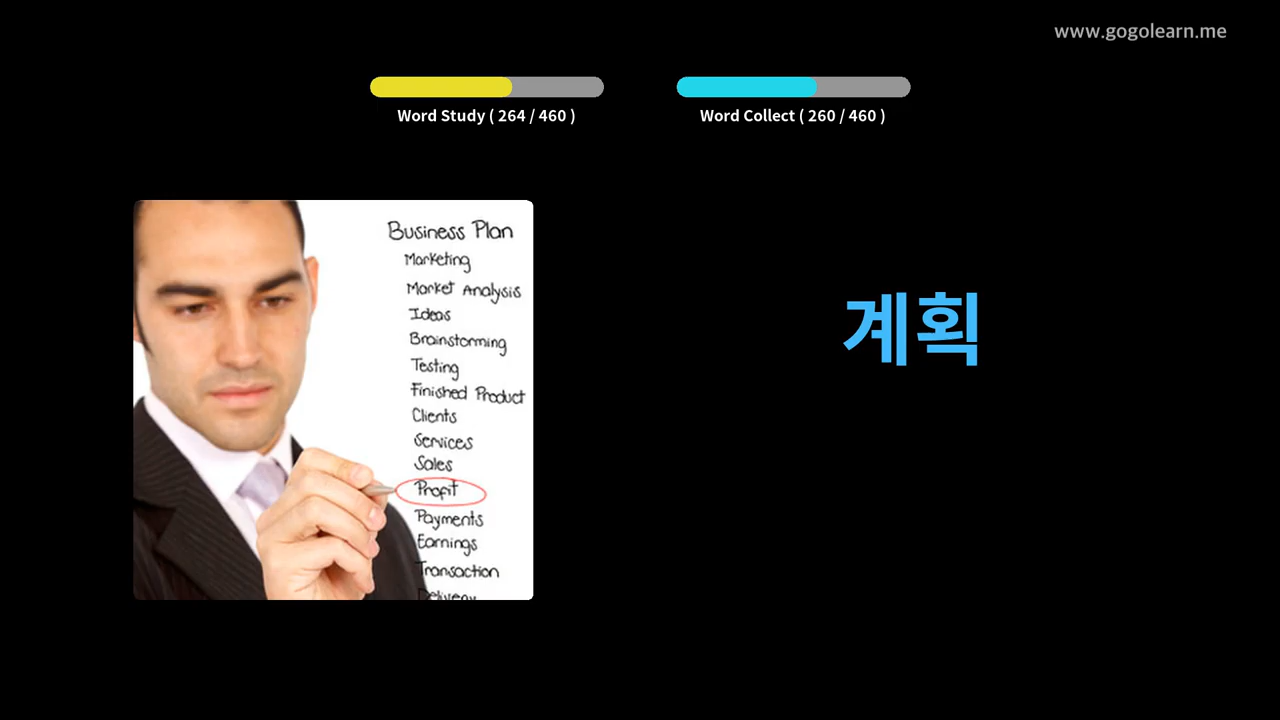 www.gogolearn.me
Word Study ( 264 / 460 )
Word Collect ( 260 / 460 )
Business Plan
Marketing
Market Analysis
Ideas
Brainstorming
Testing
Finished Product
Clients
Services
Sales
Profit
Payments
Earnings
Transaction
Delivery
계획